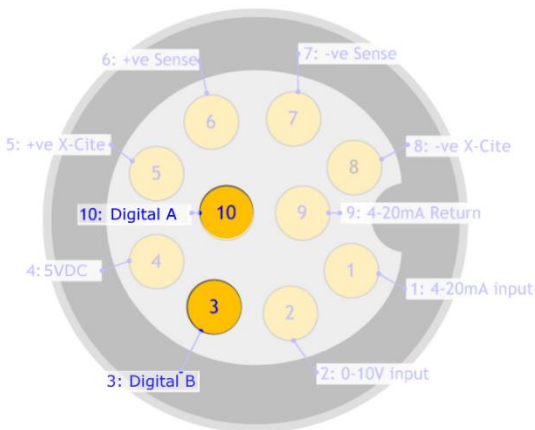 7: -ve Sense
6: +ve Sense
6
7
5: +ve X-Cite
8: -ve X-Cite
5
8
10: Digital A
10
9
9: 4-20mA Return
4
4:5VDC
1
1: 4-20mA input
3
2
2: 0-10V input
3: Digital B